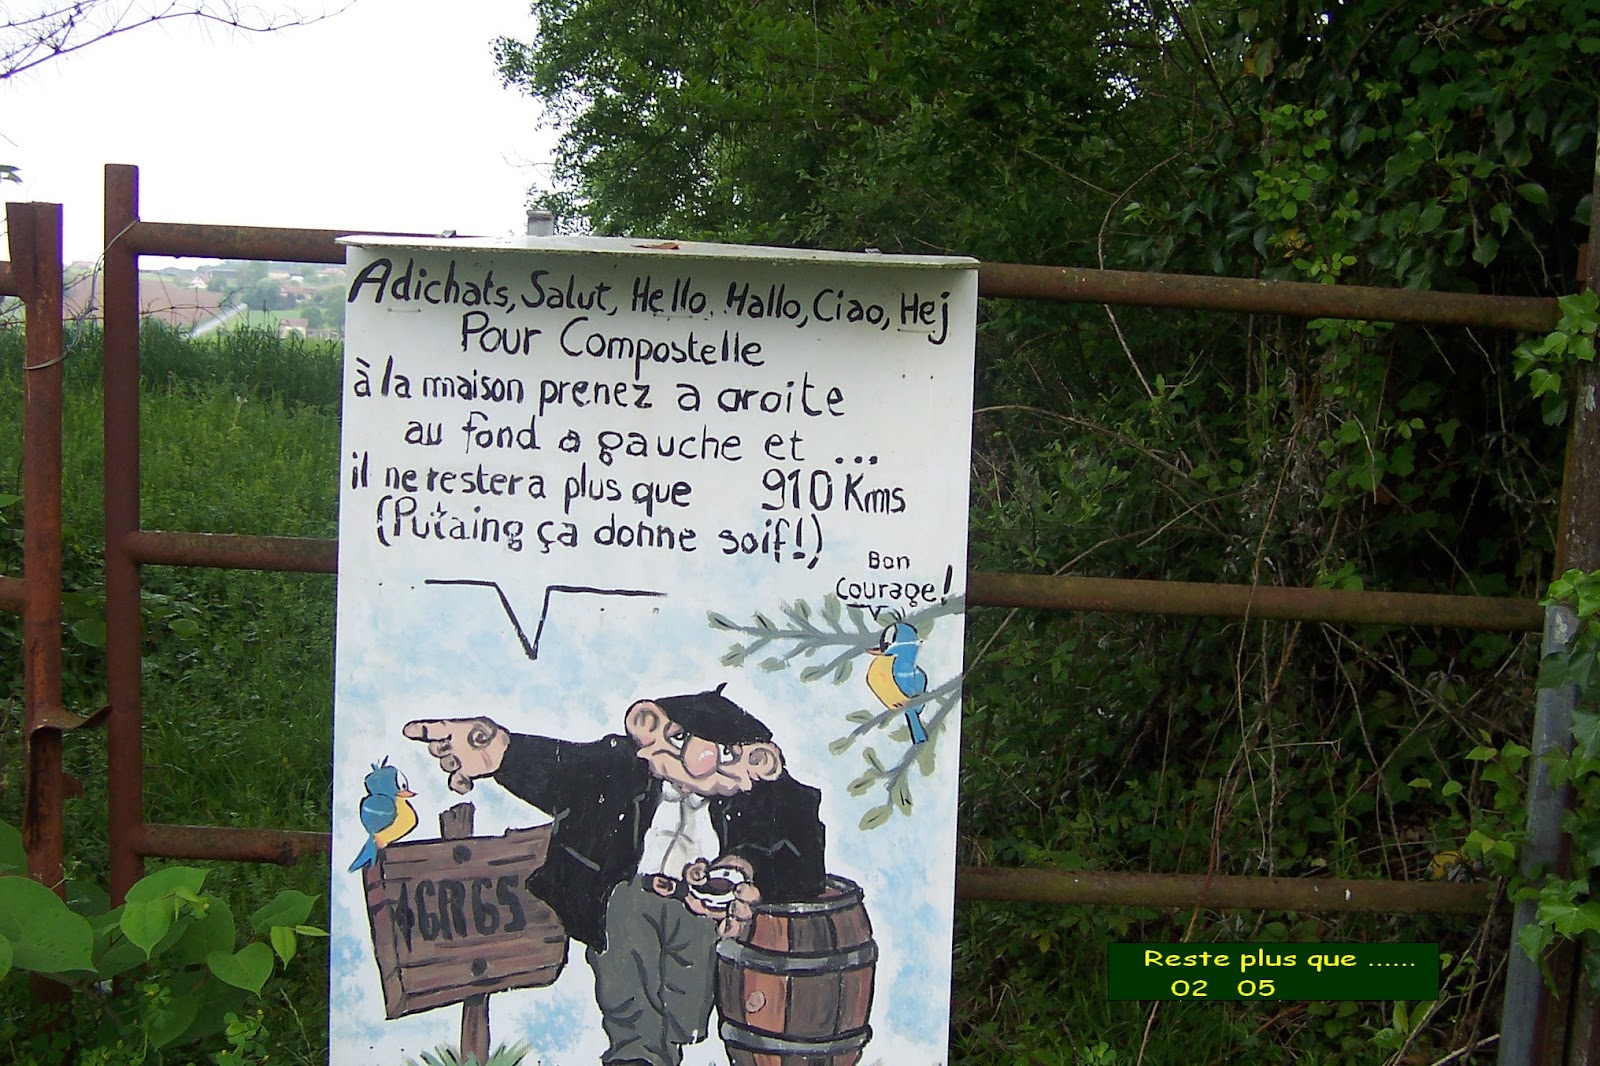 Adichats, Salut, Hello, Hallo, Ciao, Hej
Pour Compostelle
à la maison prenez a droite
au fond a gauche et ...
il ne restera plus que 910 Kms
(Putaing ça donne soif!)
Bon
Courage!
GR65
Reste plus que ......
02 05